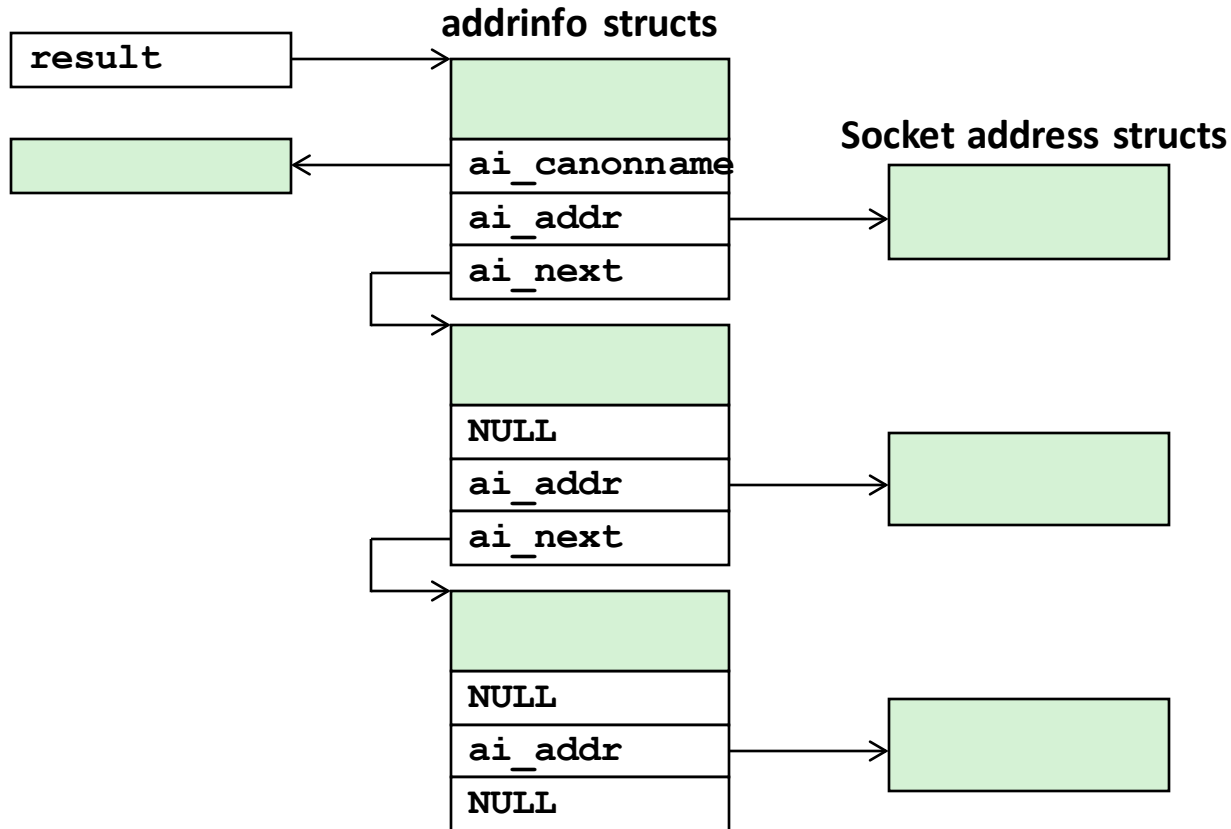 addrinfo structs
result
Socket address structs
ai_canonname
ai_addr
ai_next
NULL
ai_addr
ai_next
NULL
ai_addr
NULL